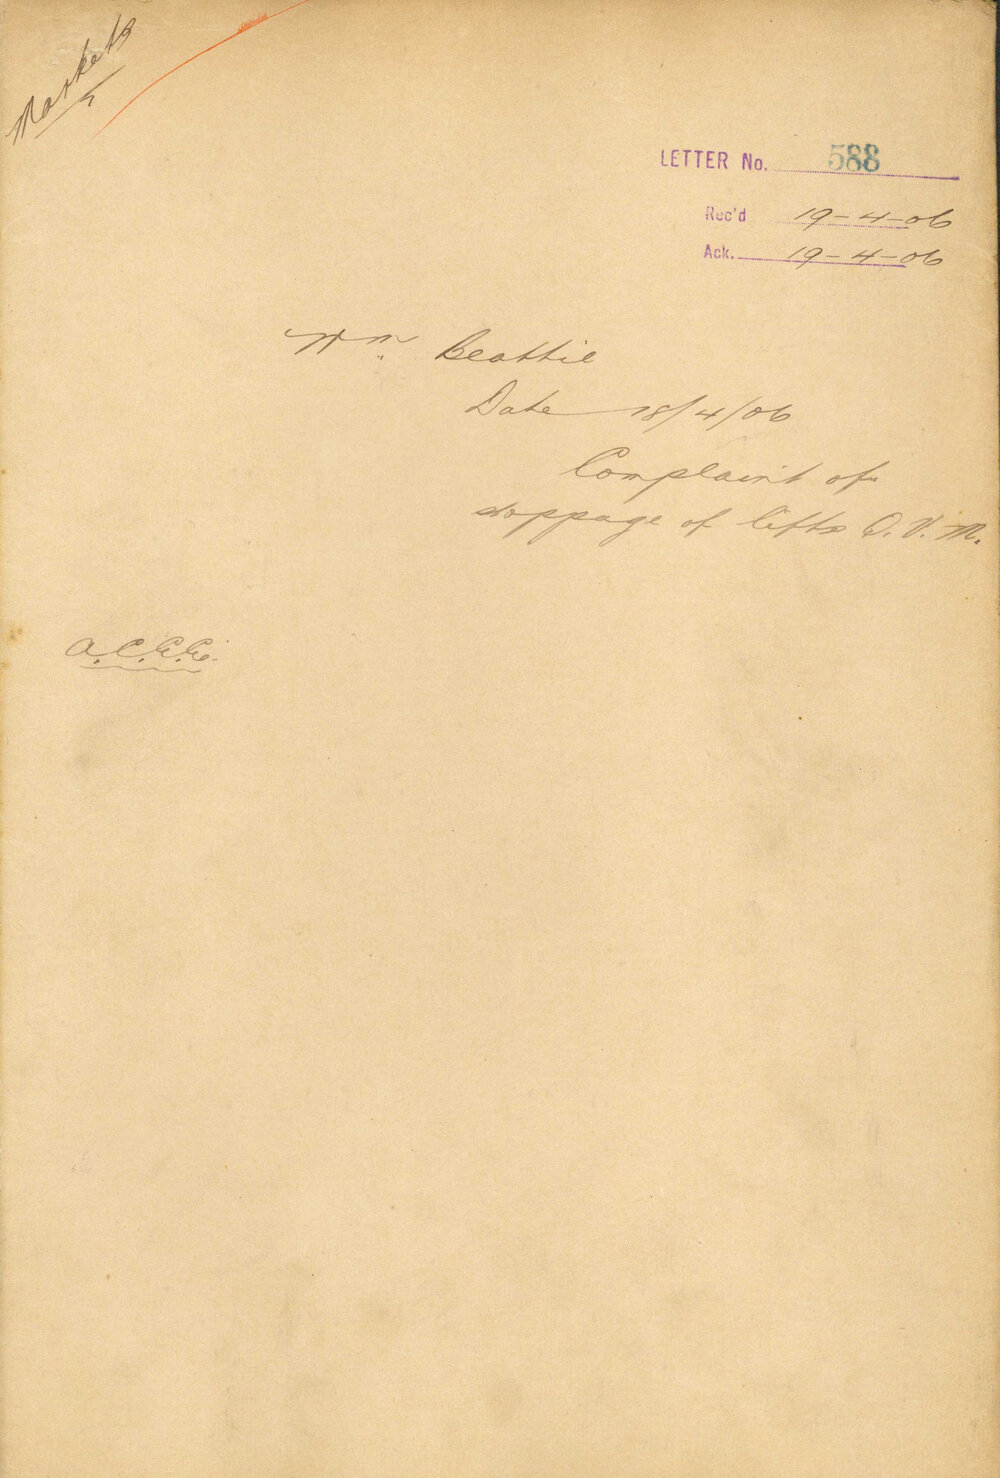 Markets
LETTER No. 588
Rec'd 19-4-06
Ack. 19-4-06
Wm. Beattie
Date 18/4/06
Complaint of
stoppage of lifts Q.V.M.